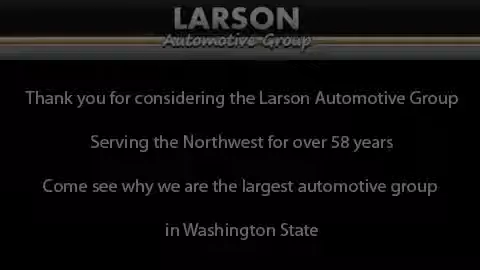 LARSON
Automotive Group
Thank you for considering the Larson Automotive Group
Serving the Northwest for over 58 years
Come see why we are the largest automotive group
in Washington State